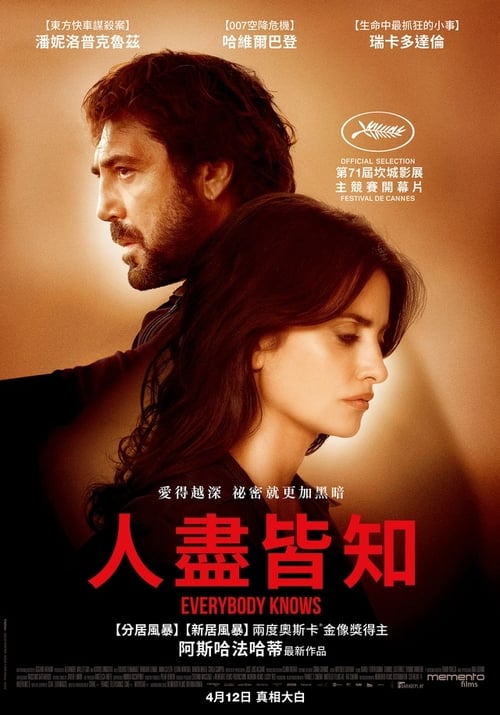 【東方快車謀殺案】
潘妮洛普克魯茲
【007空降危機】
哈維爾巴登
【生命中最抓狂的小事】
瑞卡多達倫
OFFICIAL SELECTION
第71屆坎城影展
主競賽開幕片
FESTIVAL DE CANNES
愛得越深 祕密就更加黑暗
人盡皆知
EVERYBODY KNOWS
【分居風暴】【新居風暴】兩度奧斯卡®金像獎得主
阿斯哈法哈蒂最新作品
4月12日 真相大白
memento
films